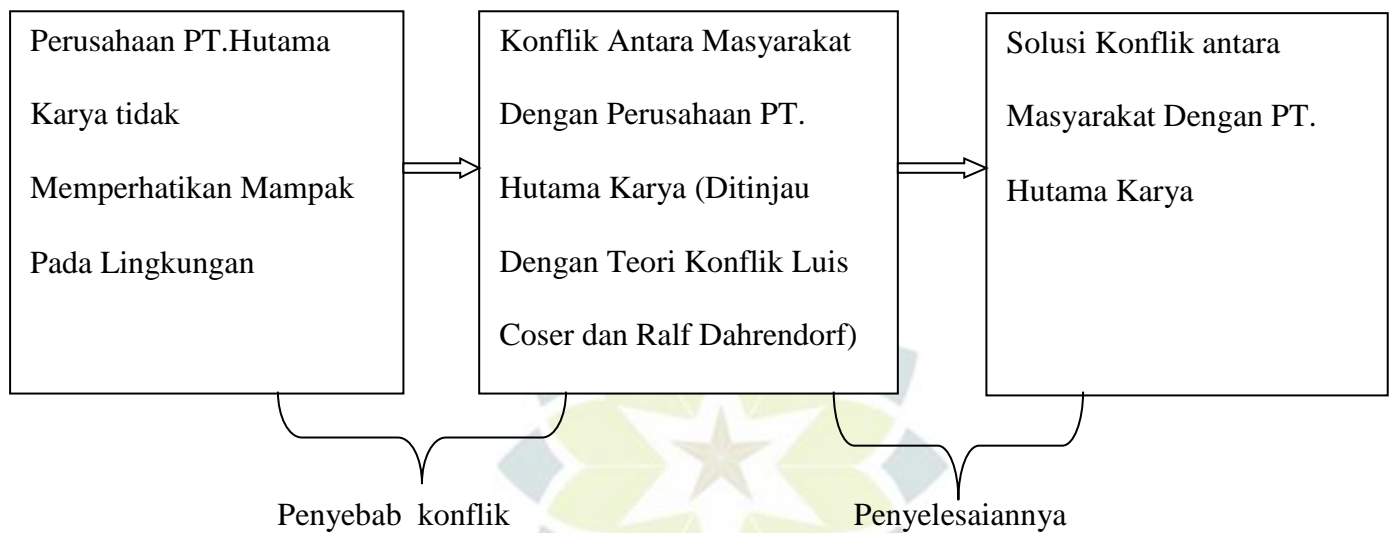 Perusahaan PT.Hutama
Karya tidak
Memperhatikan Mampak
Pada Lingkungan
Konflik Antara Masyarakat
Dengan Perusahaan PT.
Hutama Karya (Ditinjau
Dengan Teori Konflik Luis
Coser dan Ralf Dahrendorf)
Solusi Konflik antara
Masyarakat Dengan PT.
Hutama Karya
Penyebab konflik
Penyelesaiannya